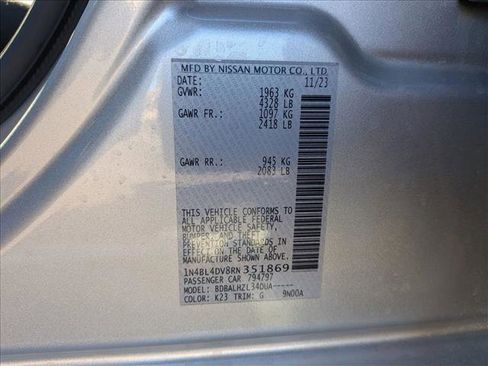 MFD BY NISSAN MOTOR CO., LTD.
DATE: 11/23
GVWR: 1963 KG
4328 LB
GAWR FR.: 1097 KG
2418 LB
GAWR RR.: 945 KG
2083 LB
THIS VEHICLE CONFORMS TO
ALL APPLICABLE FEDERAL
MOTOR VEHICLE SAFETY,
BUMPER, AND THEFT
PREVENTION STANDARDS
IN EFFECT ON THE DATE OF
MANUFACTURE SHOWN ABOVE.
1N4BL4DV8RN351869
PASSENGER CAR 794797
MODEL: BDBALHZL34DUA-----
COLOR: K23 TRIM: G 9N00A